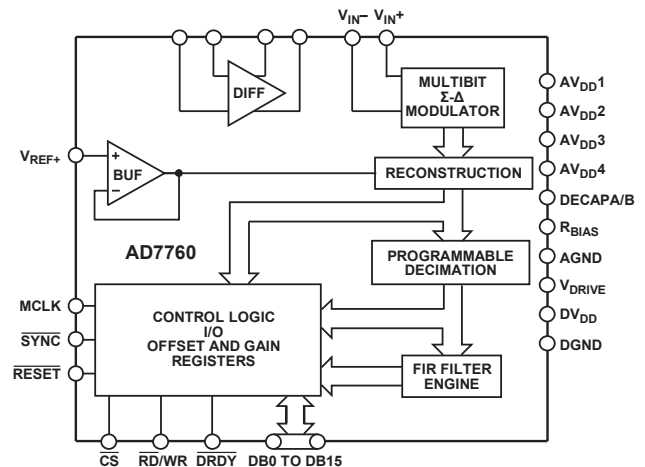 VIN− VIN+
DIFF
MULTIBIT
Σ-Δ
MODULATOR
AVDD1
AVDD2
AVDD3
AVDD4
DECAPA/B
RBIAS
AGND
VDRIVE
DVDD
DGND
VREF+
+
BUF
−
RECONSTRUCTION
AD7760
PROGRAMMABLE
DECIMATION
MCLK
SYNC
RESET
CONTROL LOGIC
I/O
OFFSET AND GAIN
REGISTERS
FIR FILTER
ENGINE
CS RD/WR DRDY DB0 TO DB15